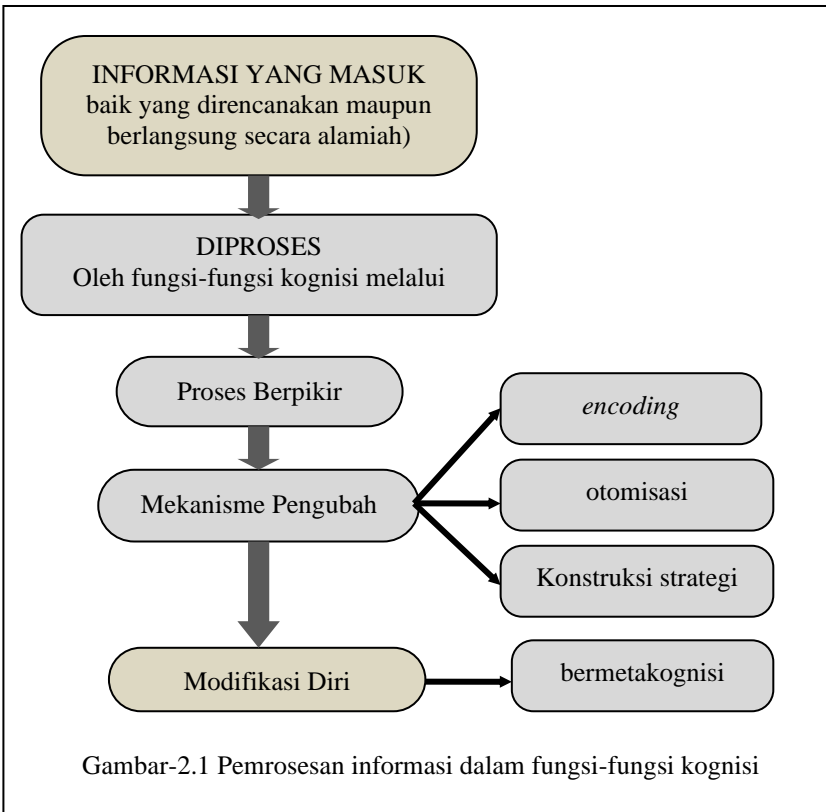 INFORMASI YANG MASUK
baik yang direncanakan maupun
berlangsung secara alamiah)
DIPROSES
Oleh fungsi-fungsi kognisi melalui
Proses Berpikir
Mekanisme Pengubah
encoding
otomisasi
Konstruksi strategi
Modifikasi Diri
bermetakognisi
Gambar-2.1 Pemrosesan informasi dalam fungsi-fungsi kognisi